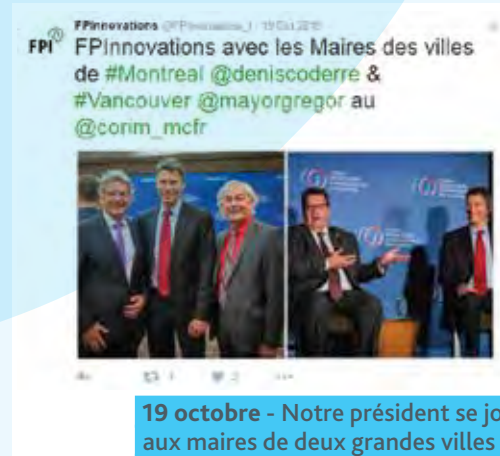 FPInnovations
FPI
FPInnovations avec les Maires des villes
de #Montreal @deniscoderre &
#Vancouver @mayorgregor au
@corim_mcfr
19 octobre - Notre président se jo
aux maires de deux grandes villes